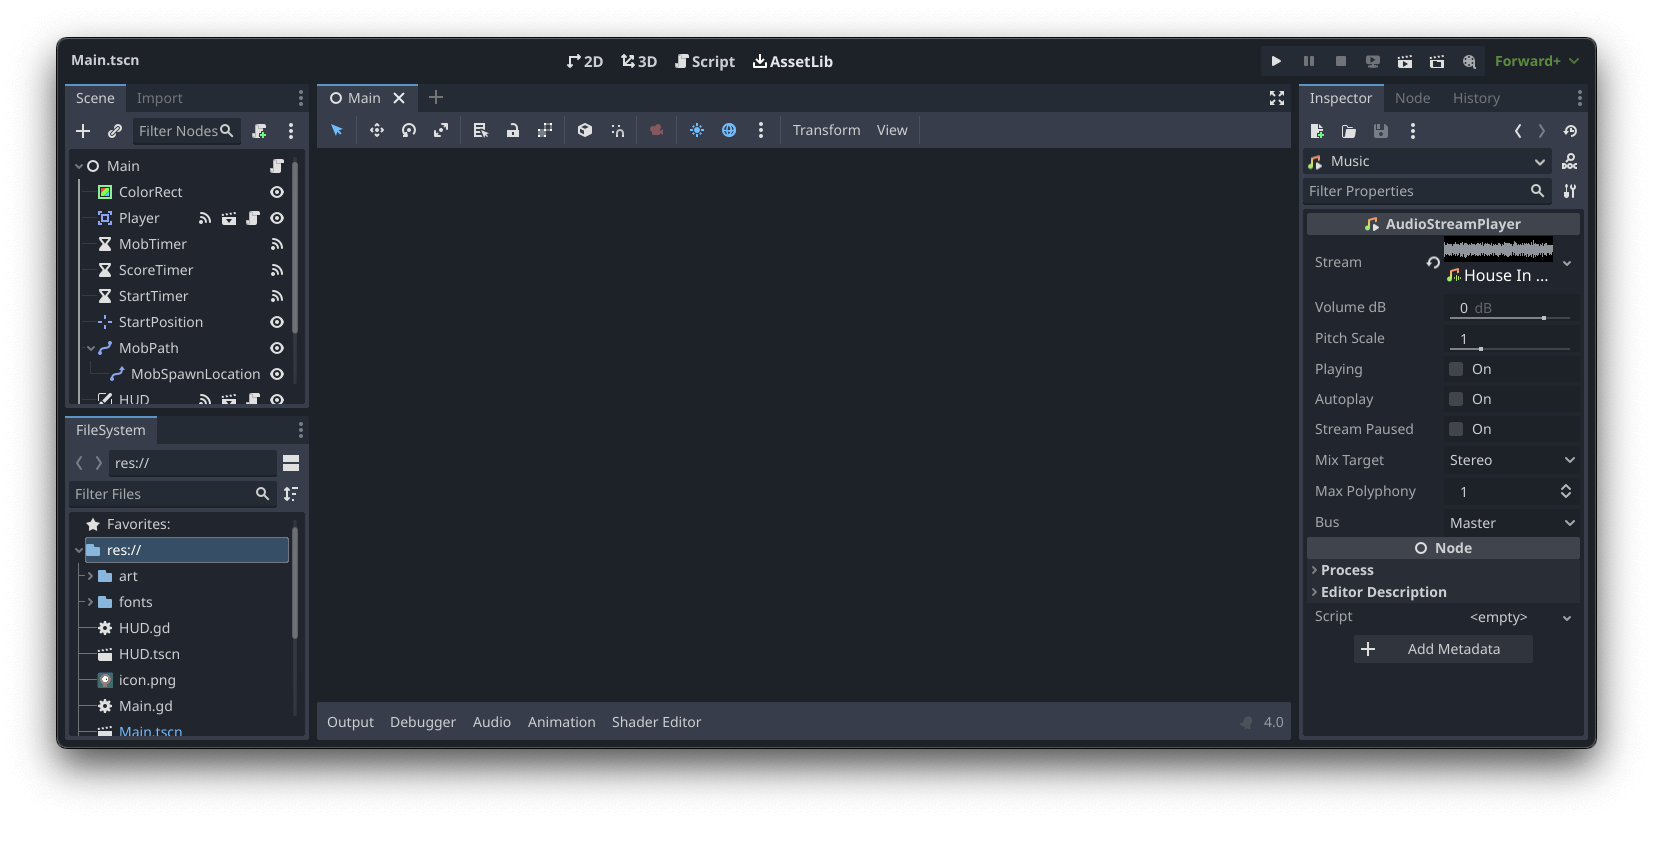 Main.tscn
2D 3D Script AssetLib
Forward+
Scene Import
Filter Nodes
Main
ColorRect
Player
MobTimer
ScoreTimer
StartTimer
StartPosition
MobPath
MobSpawnLocation
HUD
FileSystem
res://
Filter Files
Favorites:
res://
art
fonts
HUD.gd
HUD.tscn
icon.png
Main.gd
Main.tscn
Main
Transform View
Output Debugger Audio Animation Shader Editor 4.0
Inspector Node History
Music
DOC
Filter Properties
AudioStreamPlayer
Stream House In ...
Volume dB 0 dB
Pitch Scale 1
Playing On
Autoplay On
Stream Paused On
Mix Target Stereo
Max Polyphony 1
Bus Master
Node
Process
Editor Description
Script <empty>
Add Metadata